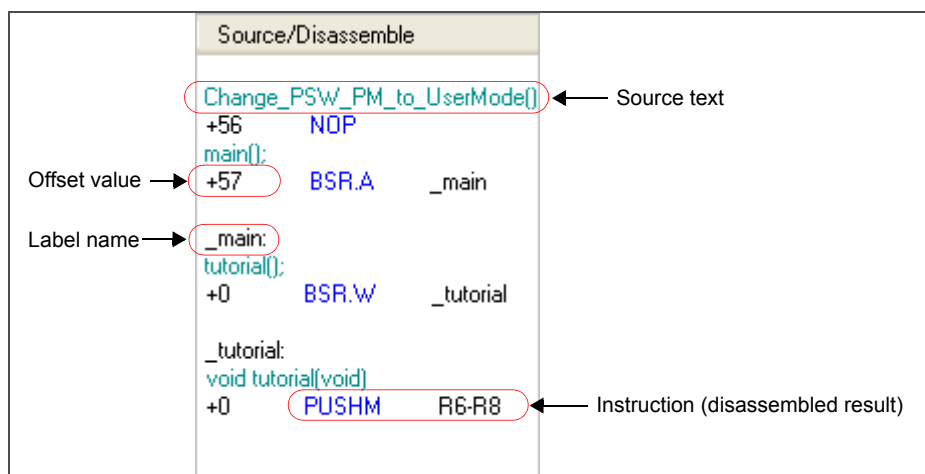 Source/Disassemble
Change_PSW_PM_to_UserMode()
Source text
+56 NOP
main();
Offset value
+57 BSR.A _main
Label name
_main:
tutorial();
+0 BSR.W _tutorial
_tutorial:
void tutorial(void)
+0 PUSHM R6-R8
Instruction (disassembled result)